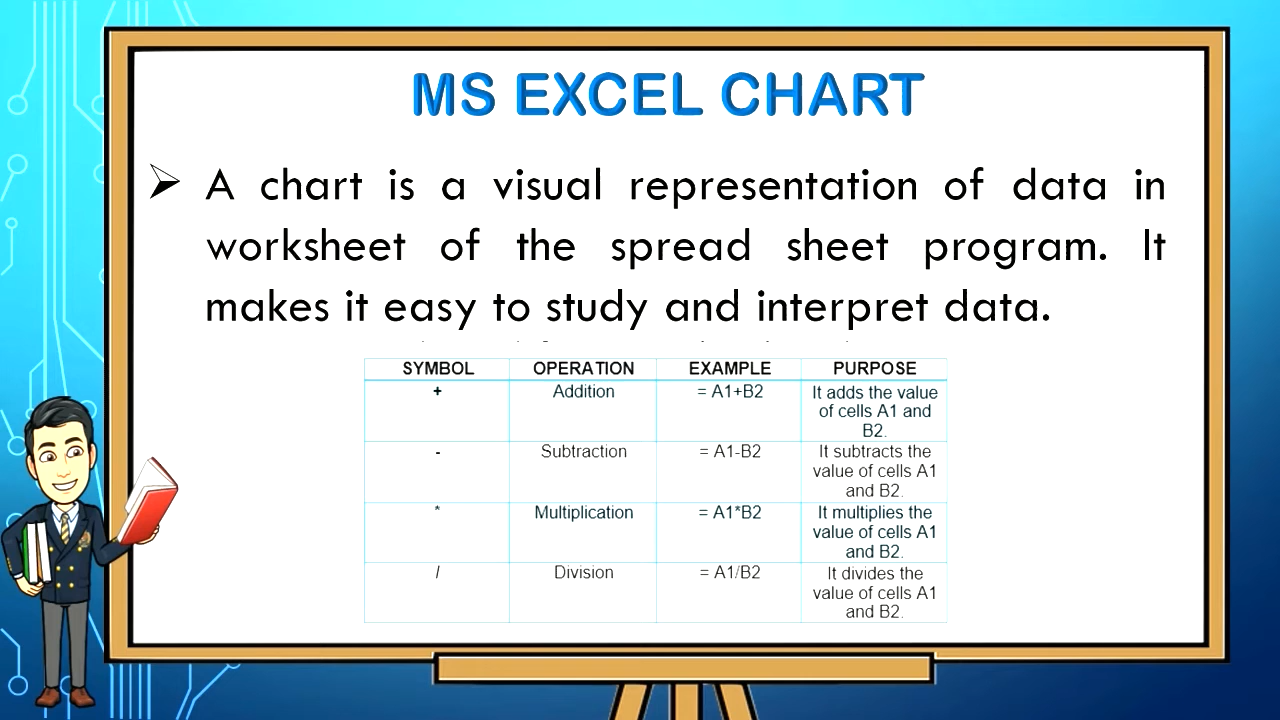 MS EXCEL CHART
➢ A chart is a visual representation of data in
worksheet of the spread sheet program. It
makes it easy to study and interpret data.
SYMBOL OPERATION EXAMPLE PURPOSE
+ Addition = A1+B2 It adds the value
of cells A1 and
B2.
- Subtraction = A1-B2 It subtracts the
value of cells A1
and B2.
* Multiplication = A1*B2 It multiplies the
value of cells A1
and B2.
/ Division = A1/B2 It divides the
value of cells A1
and B2.